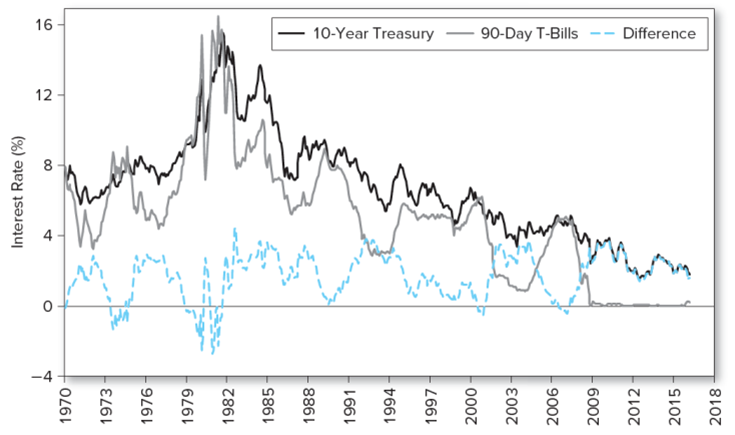 10-Year Treasury 90-Day T-Bills Difference
Interest Rate (%)
16
12
8
4
0
−4
1970 1973 1976 1979 1982 1985 1988 1991 1994 1997 2000 2003 2006 2009 2012 2015 2018